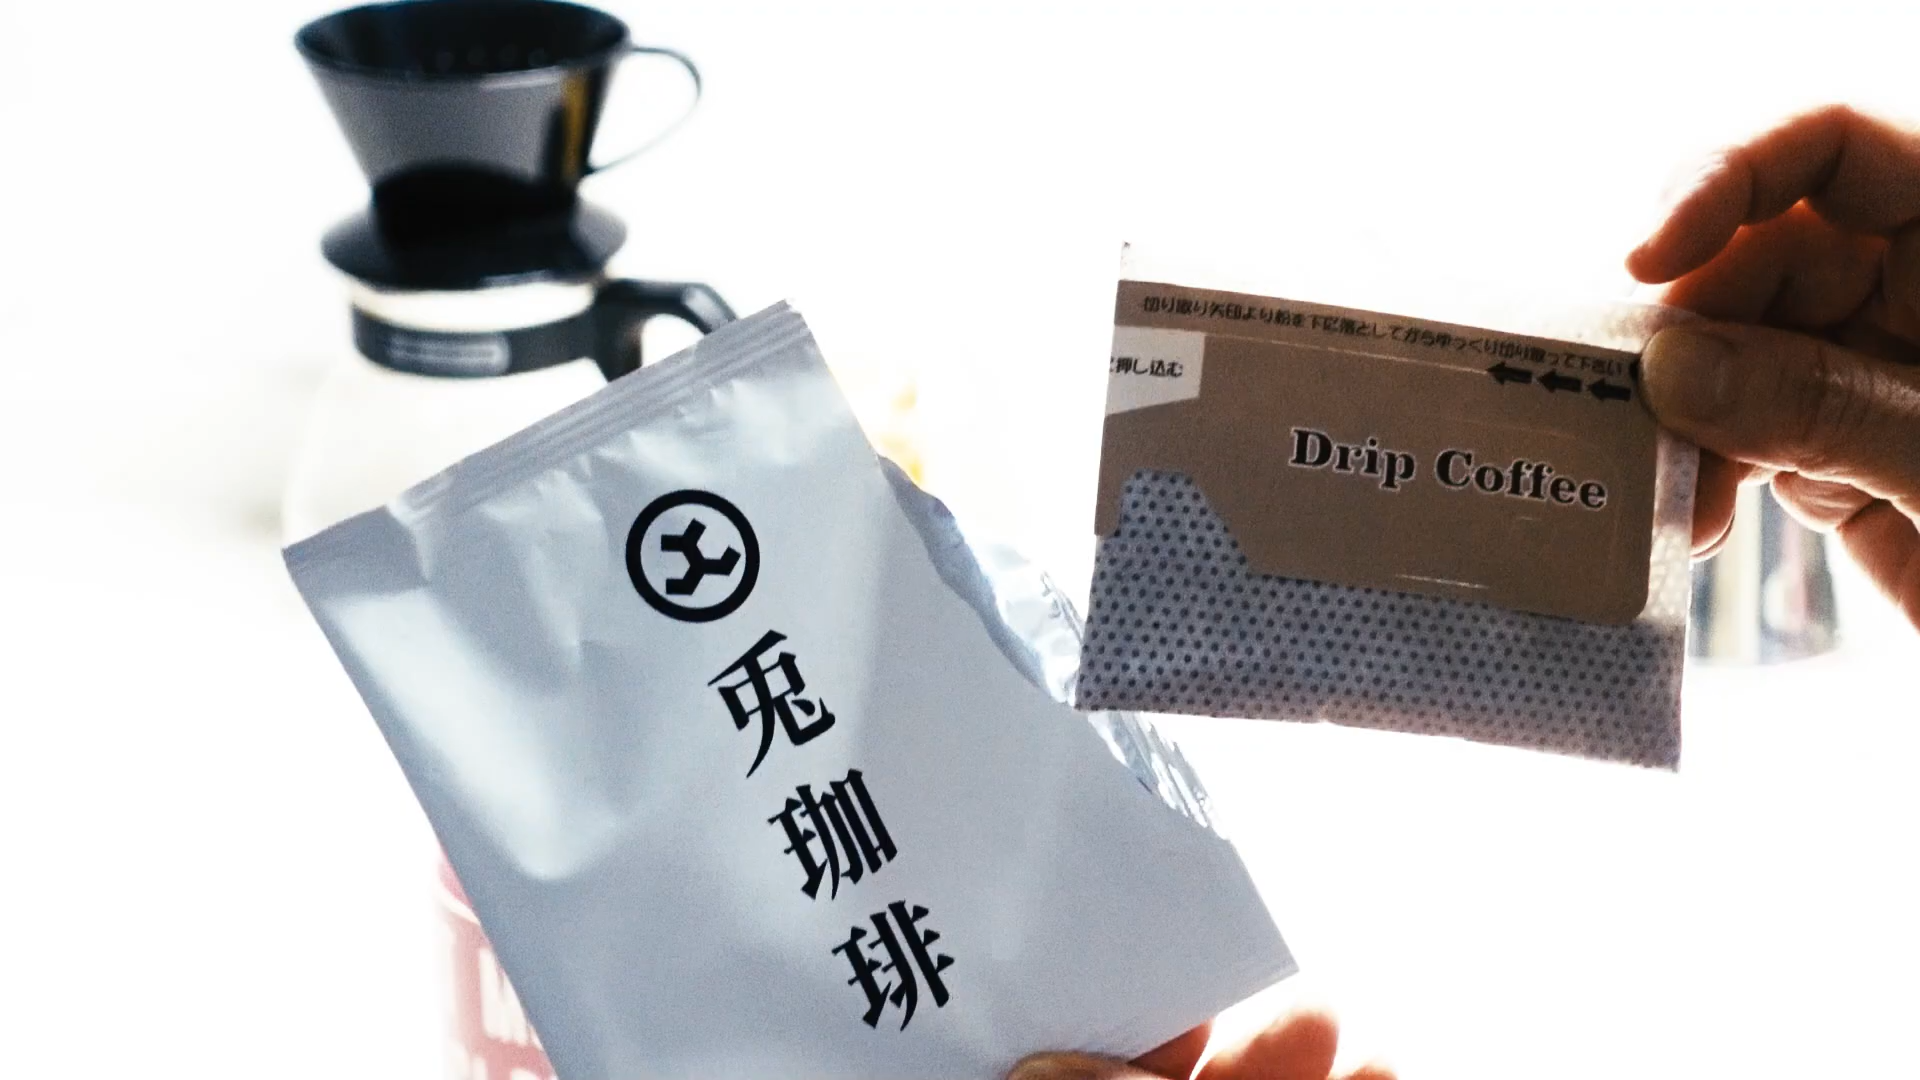 兎珈琲
切り取り矢印より粉を下に落としてからゆっくり切り取って下さい
に押し込む
Drip Coffee